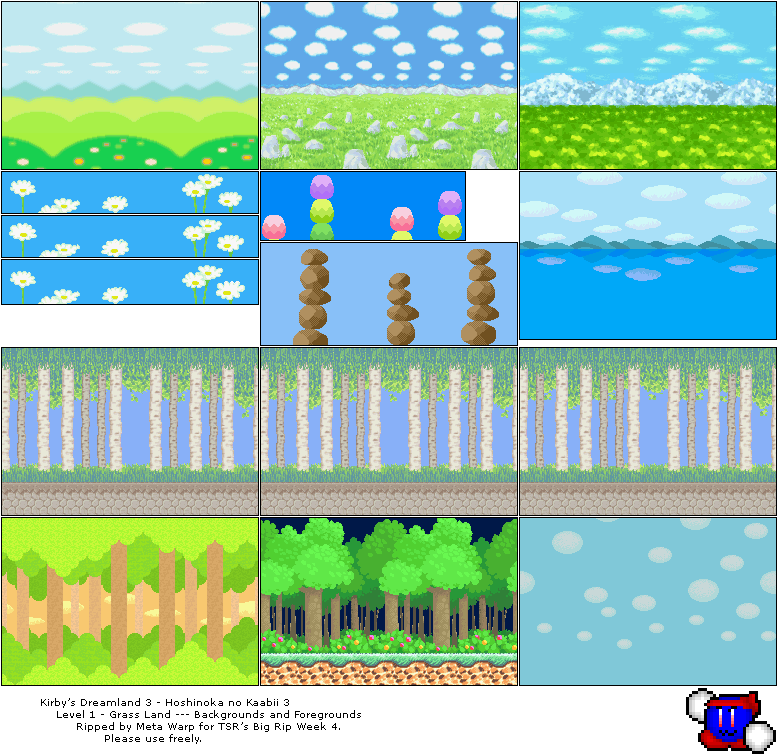 Kirby's Dreamland 3 - Hoshinoka no Kaabii 3
Level 1 - Grass Land --- Backgrounds and Foregrounds
Ripped by Meta Warp for TSR's Big Rip Week 4.
Please use freely.